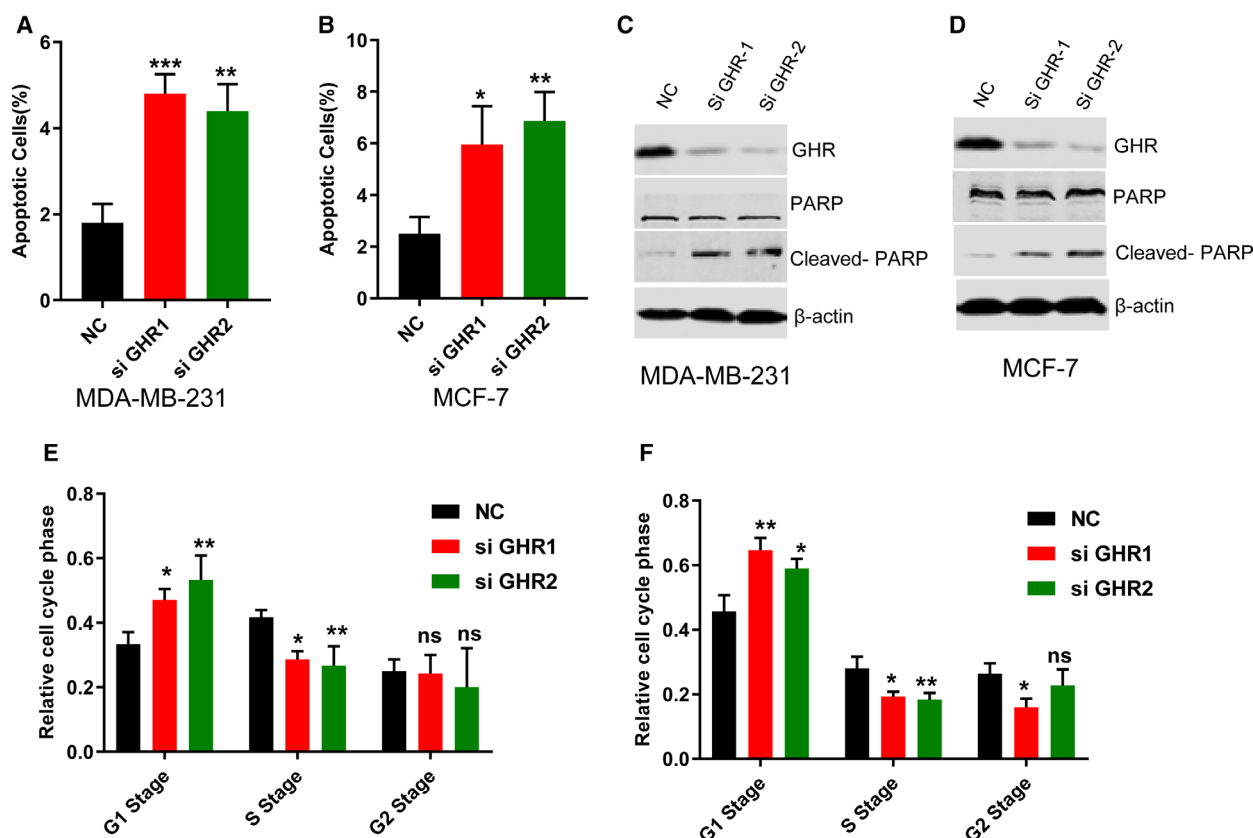 A
Apoptotic Cells(%)
6
4
2
0
***
**
NC
si GHR1
si GHR2
MDA-MB-231
B
Apoptotic Cells(%)
10
8
6
4
2
0
*
**
NC
si GHR1
si GHR2
MCF-7
C
NC
Si GHR-1
Si GHR-2
GHR
PARP
Cleaved- PARP
β-actin
MDA-MB-231
D
NC
Si GHR-1
Si GHR-2
GHR
PARP
Cleaved- PARP
β-actin
MCF-7
E
Relative cell cycle phase
0.8
0.6
0.4
0.2
0.0
*
**
*
**
ns
ns
NC
si GHR1
si GHR2
G1 Stage
S Stage
G2 Stage
F
Relative cell cycle phase
0.8
0.6
0.4
0.2
0.0
**
*
*
**
*
ns
NC
si GHR1
si GHR2
G1 Stage
S Stage
G2 Stage